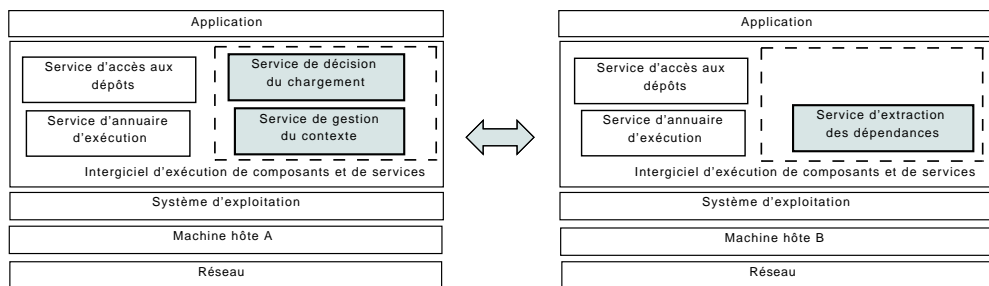 Application
Service d'accès aux
dépôts
Service de décision
du chargement
Service d'annuaire
d'exécution
Service de gestion
du contexte
Intergiciel d'exécution de composants et de services
Système d'exploitation
Machine hôte A
Réseau
Application
Service d'accès aux
dépôts
Service d'annuaire
d'exécution
Service d'extraction
des dépendances
Intergiciel d'exécution de composants et de services
Système d'exploitation
Machine hôte B
Réseau